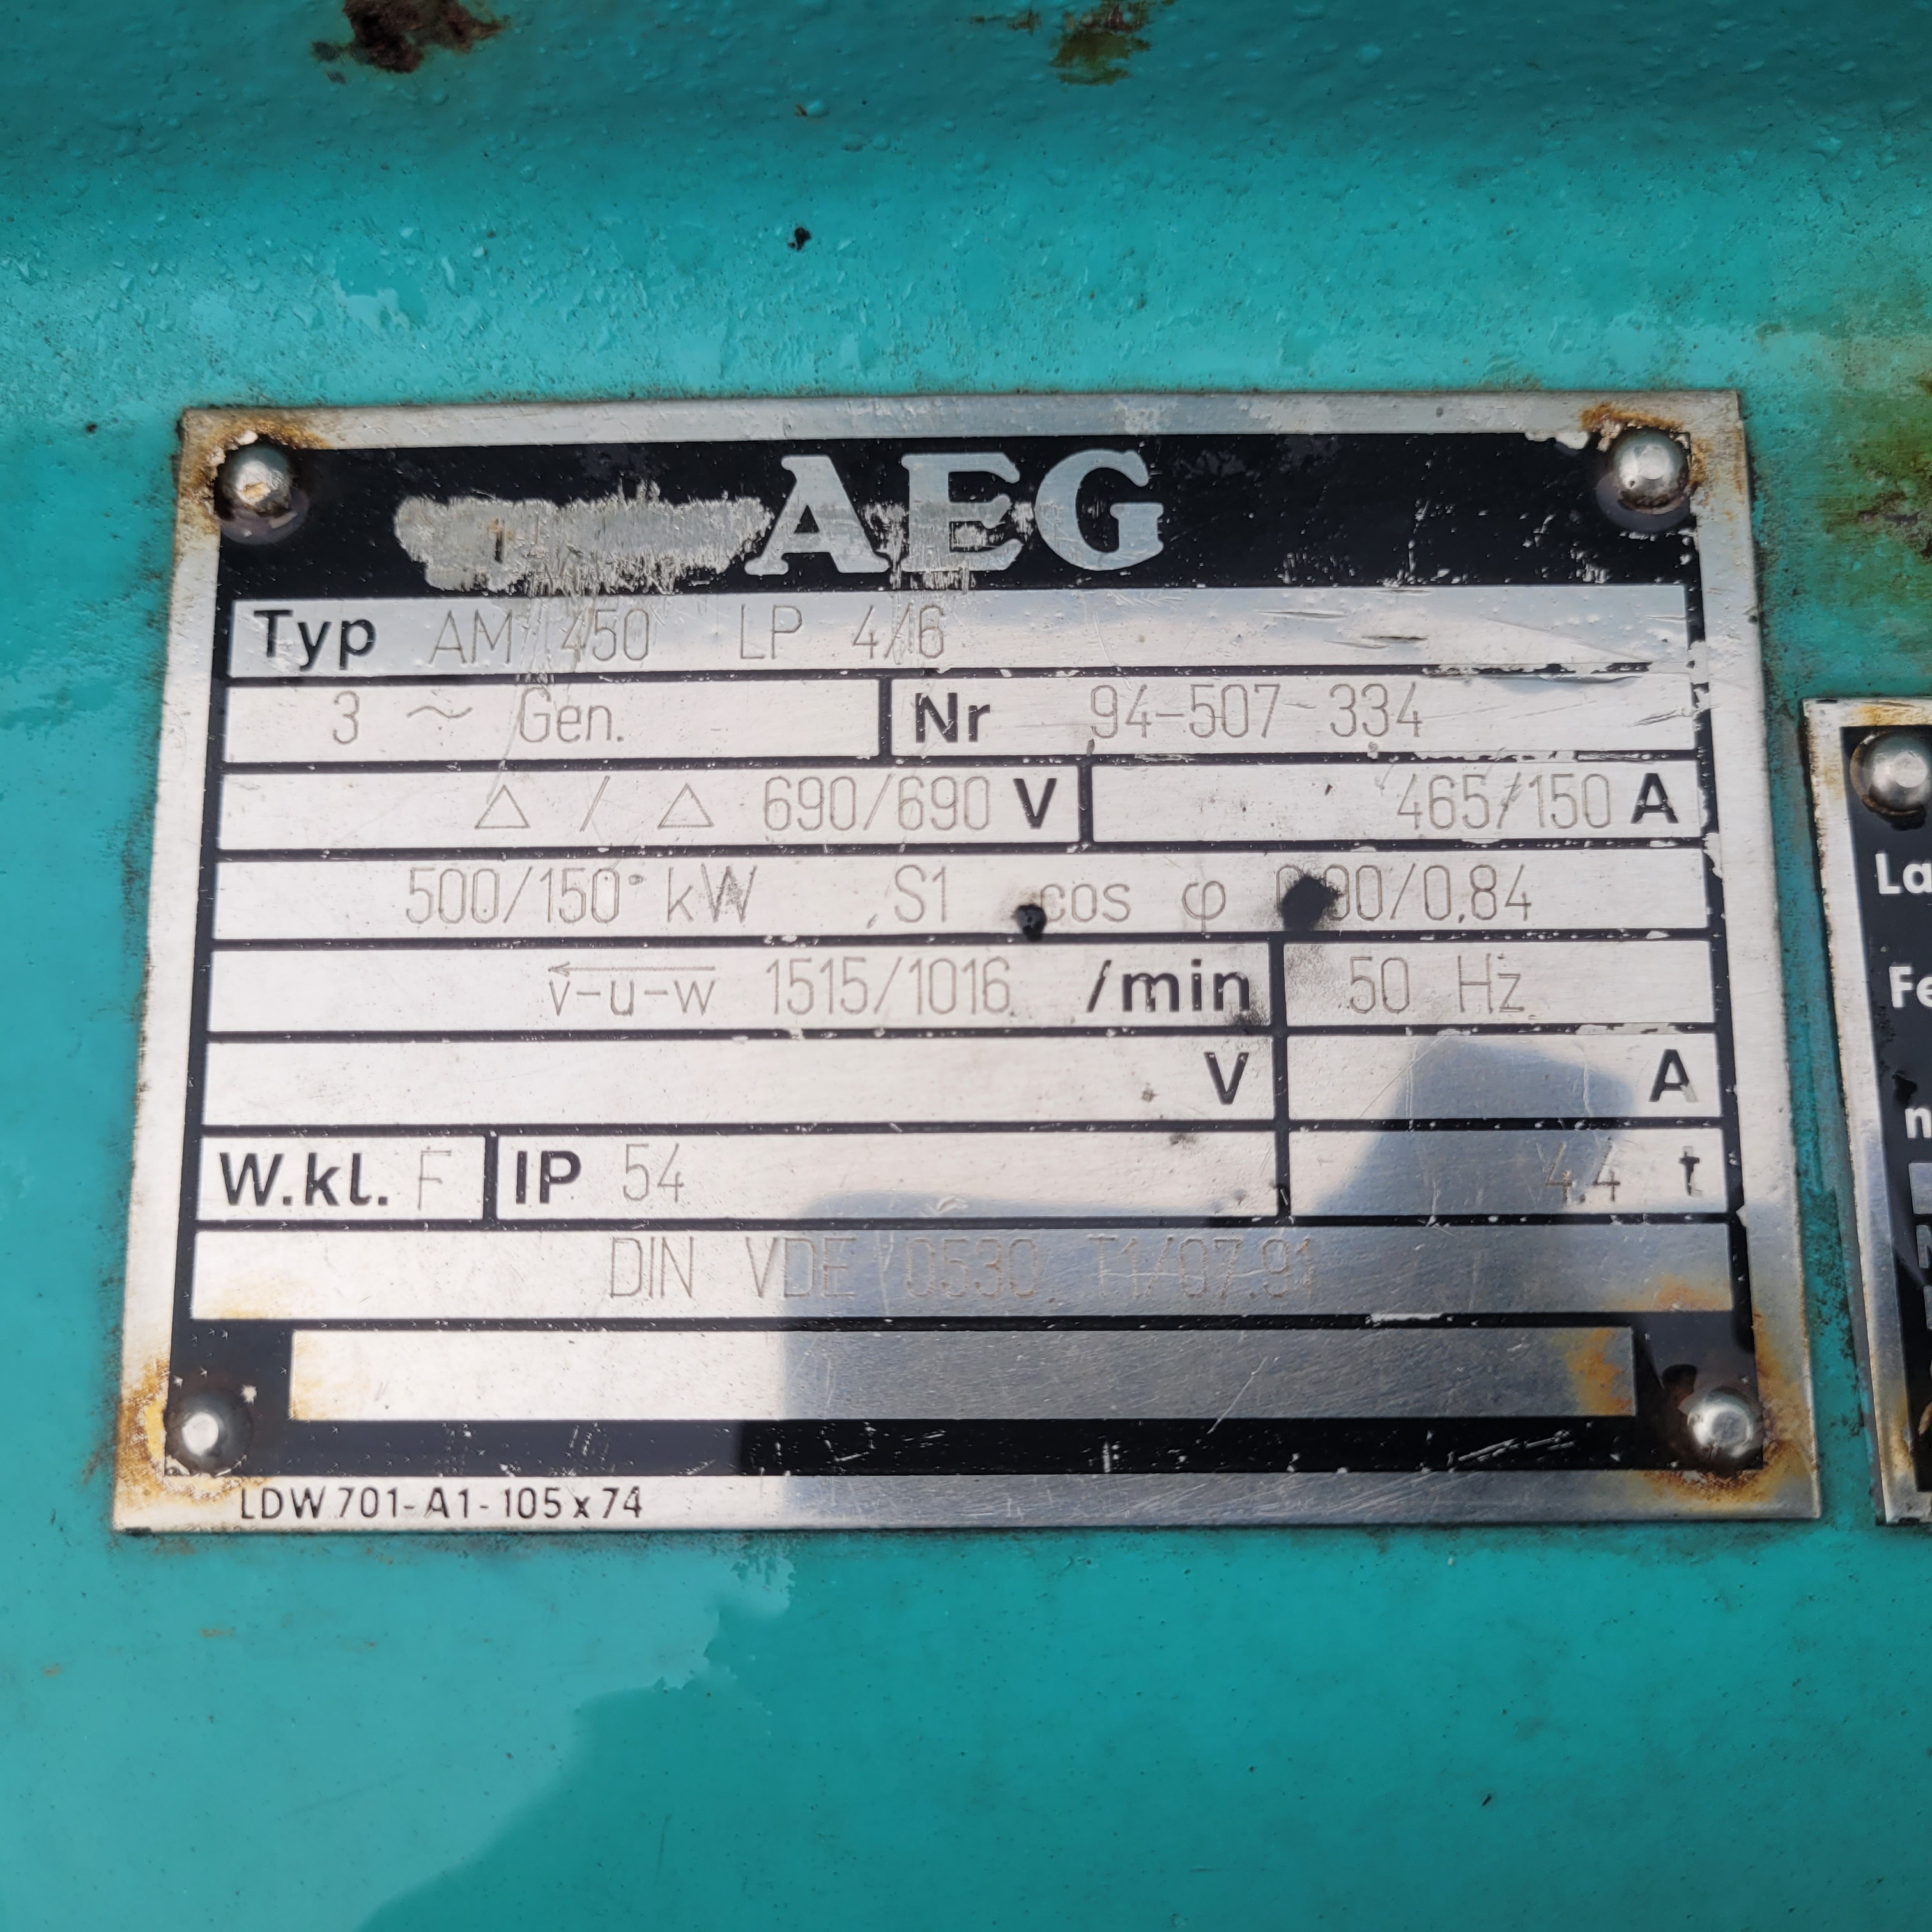 AEG
Typ AM 450 LP 4/6
3 ~ Gen. Nr 94-507-334
△ / △ 690/690 V 465/150 A
500/150 kW S1 cos φ 0.90/0.84
v-u-w 1515/1016 /min 50 Hz
V A
W.kl. F IP 54 4.4 t
DIN VDE 0530 T1/07.91
LDW 701-A1-105x74
La
Fe
n